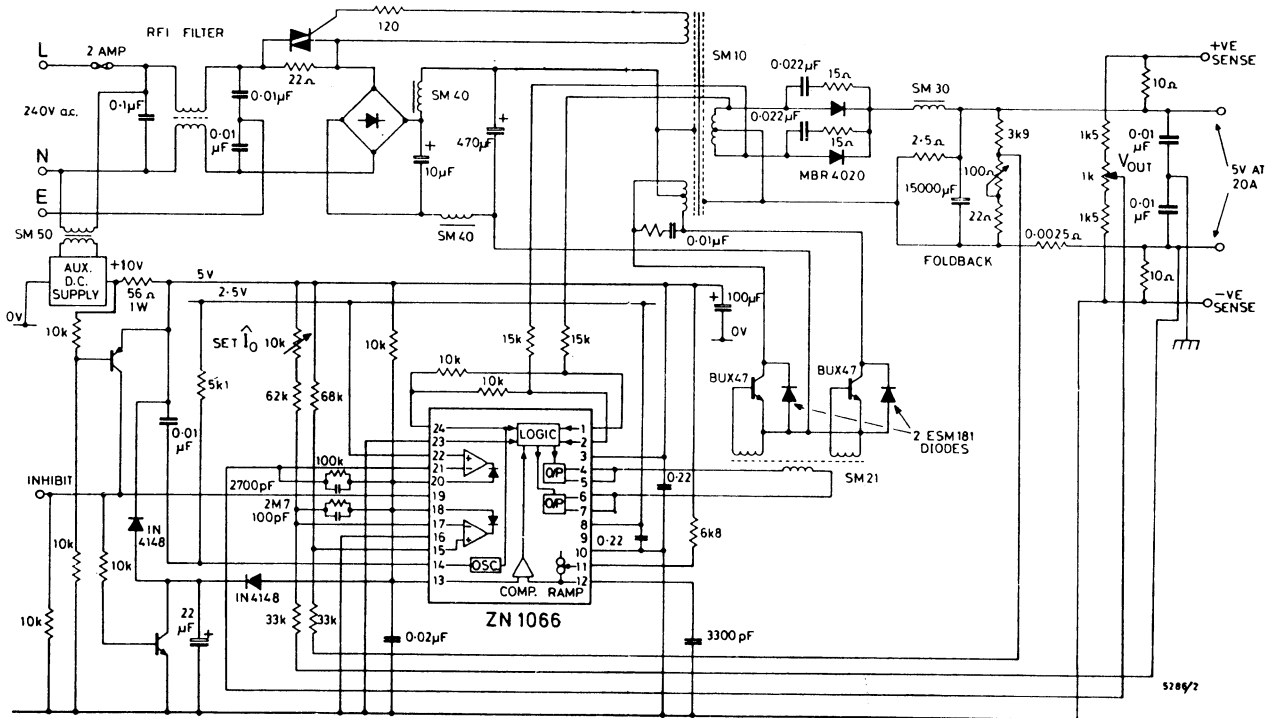 RFI FILTER
L
2 AMP
120
0·1µF
0·01µF
22Ω
SM 40
SM 10
0·022µF
15Ω
0·022µF
15Ω
MBR 4020
SM 30
+VE
SENSE
10Ω
240V a.c.
0·01
µF
470µF
10µF
2·5Ω
15000µF
3k9
100Ω
22Ω
1k5
1k
1k5
VOUT
0·01
µF
0·01
µF
5V AT
20A
N
E
SM 50
SM 40
0·01µF
0·0025Ω
FOLDBACK
10Ω
-VE
SENSE
AUX.
D.C.
SUPPLY
+10V
56Ω
1W
5V
2·5V
0V
10k
SET Î0
10k
10k
15k
15k
100µF
0V
5k1
62k
68k
10k
10k
BUX47
BUX47
2 ESM181
DIODES
SM21
0·01
µF
INHIBIT
100k
2700pF
2M7
100pF
24
23
22
21
20
19
18
17
16
15
14
13
LOGIC
O/P
O/P
OSC
COMP.
RAMP
1
2
3
4
5
6
7
8
9
10
11
12
0·22
0·22
6k8
IN
4148
10k
10k
IN4148
10k
22
µF
33k
33k
0·02µF
ZN 1066
3300pF
5286/2